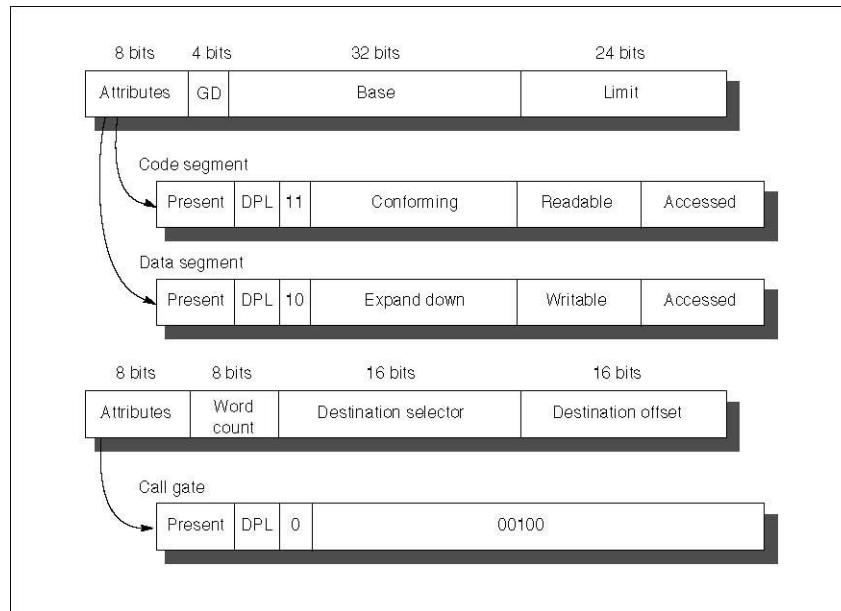 8 bits 4 bits 32 bits 24 bits
Attributes GD Base Limit
Code segment
Present DPL 11 Conforming Readable Accessed
Data segment
Present DPL 10 Expand down Writable Accessed
8 bits 8 bits 16 bits 16 bits
Attributes Word count Destination selector Destination offset
Call gate
Present DPL 0 00100